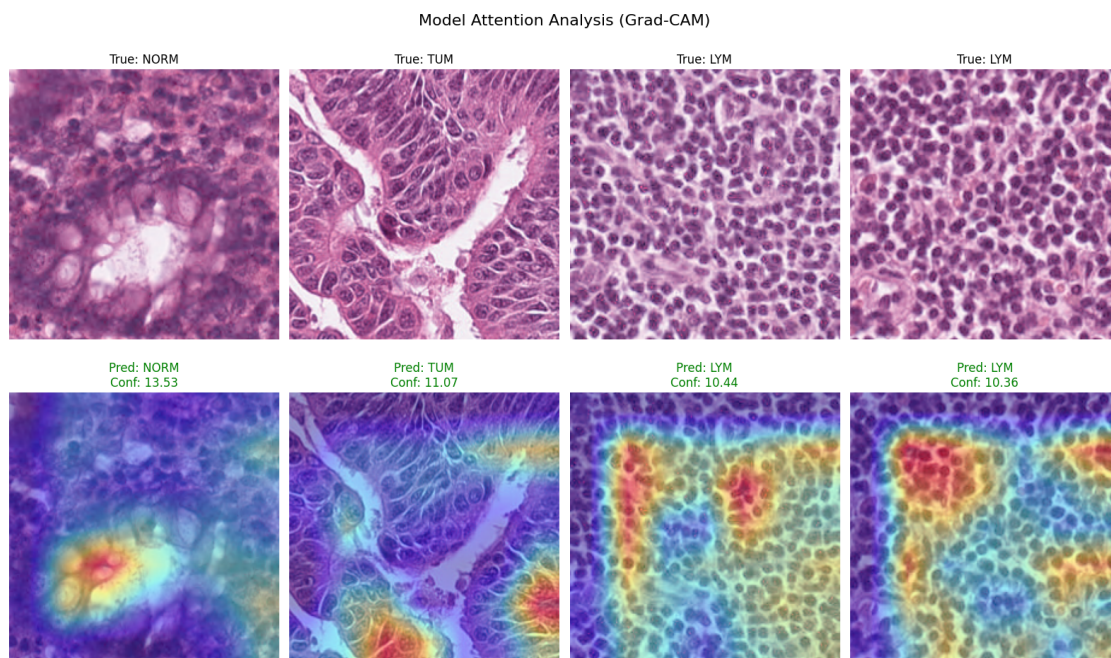 Model Attention Analysis (Grad-CAM)
True: NORM
True: TUM
True: LYM
True: LYM
Pred: NORM
Conf: 13.53
Pred: TUM
Conf: 11.07
Pred: LYM
Conf: 10.44
Pred: LYM
Conf: 10.36